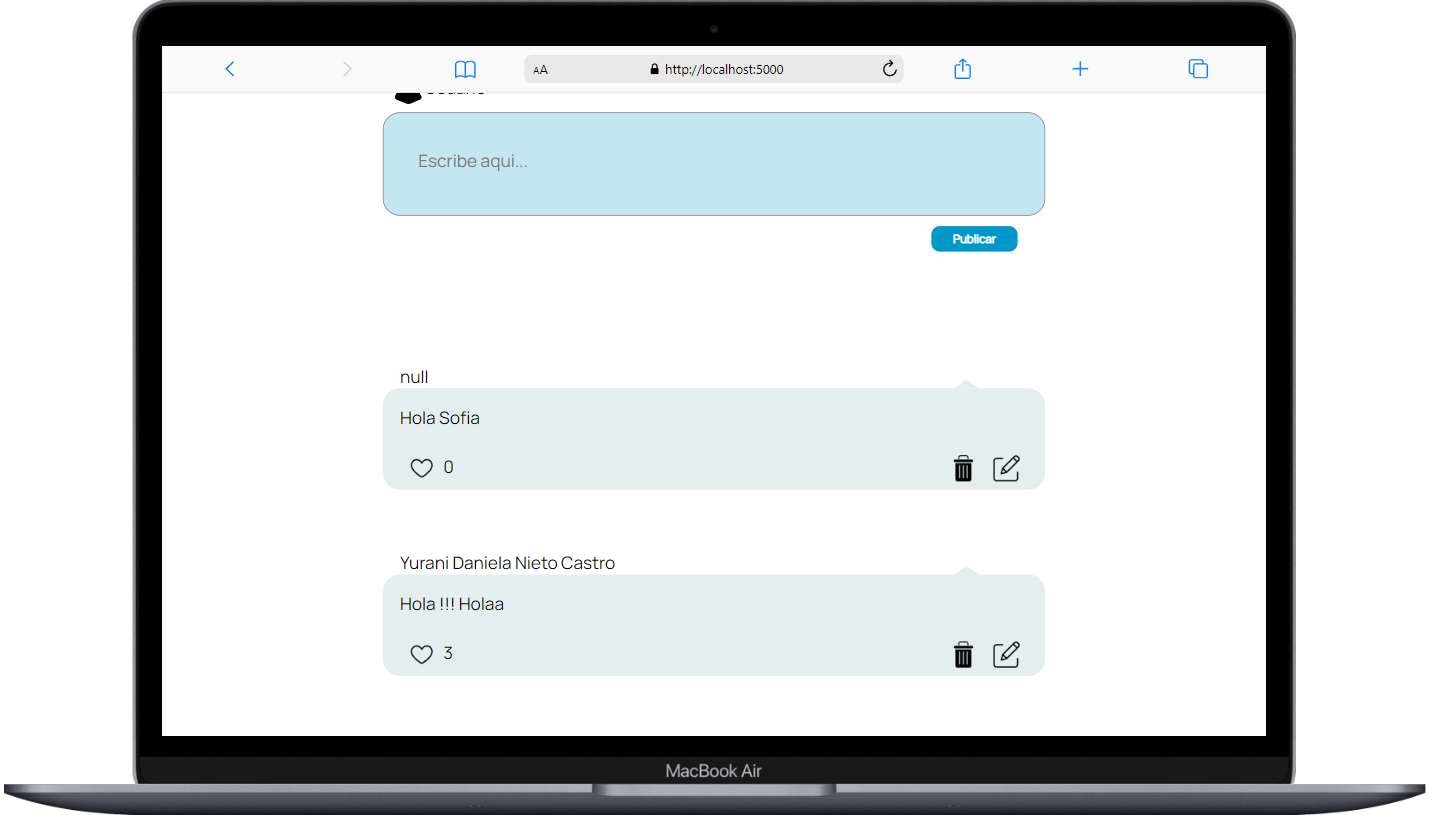 AA
http://localhost:5000
Escribe aqui...
Publicar
null
Hola Sofia
0
Yurani Daniela Nieto Castro
Hola !!! Holaa
3
MacBook Air